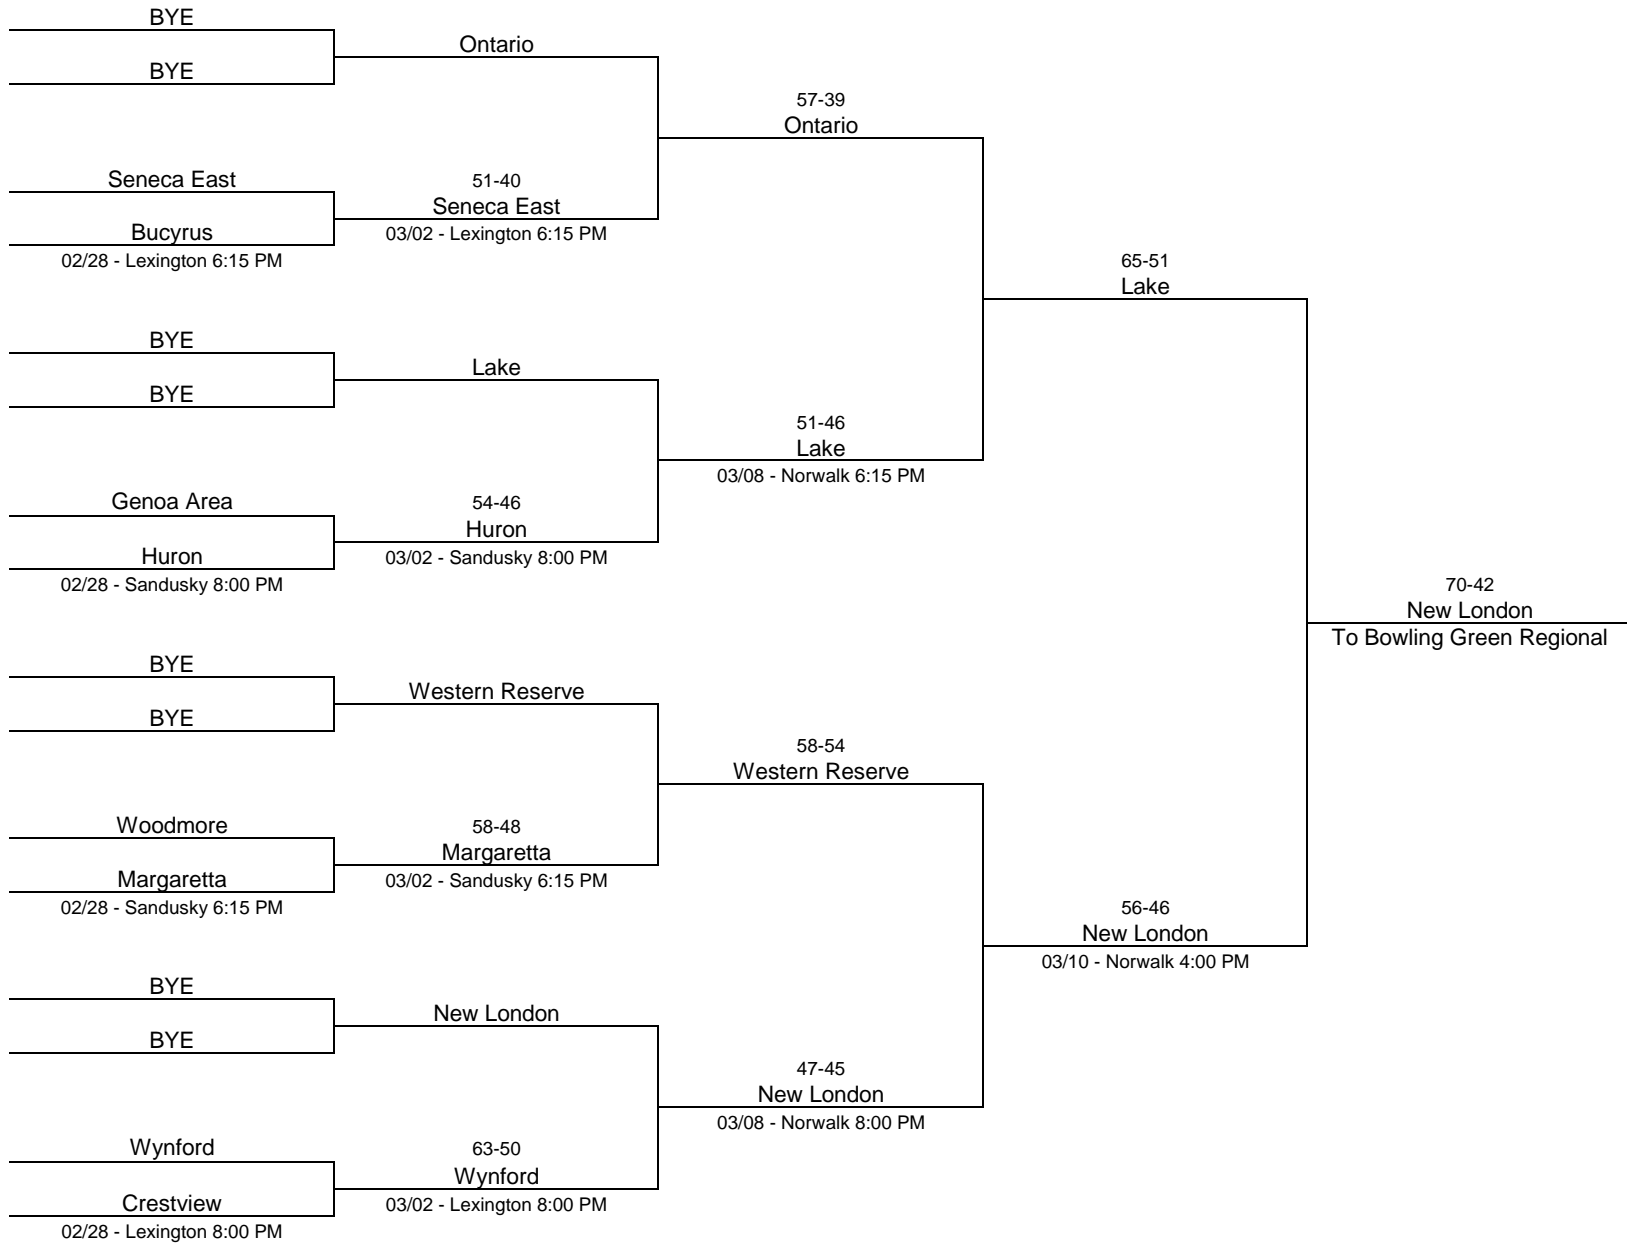 BYE
BYE
Ontario
57-39
Ontario
Seneca East
Bucyrus
02/28 - Lexington 6:15 PM
51-40
Seneca East
03/02 - Lexington 6:15 PM
65-51
Lake
BYE
BYE
Lake
51-46
Lake
03/08 - Norwalk 6:15 PM
Genoa Area
Huron
02/28 - Sandusky 8:00 PM
54-46
Huron
03/02 - Sandusky 8:00 PM
70-42
New London
To Bowling Green Regional
BYE
BYE
Western Reserve
58-54
Western Reserve
Woodmore
Margaretta
02/28 - Sandusky 6:15 PM
58-48
Margaretta
03/02 - Sandusky 6:15 PM
56-46
New London
03/10 - Norwalk 4:00 PM
BYE
BYE
New London
47-45
New London
03/08 - Norwalk 8:00 PM
Wynford
Crestview
02/28 - Lexington 8:00 PM
63-50
Wynford
03/02 - Lexington 8:00 PM